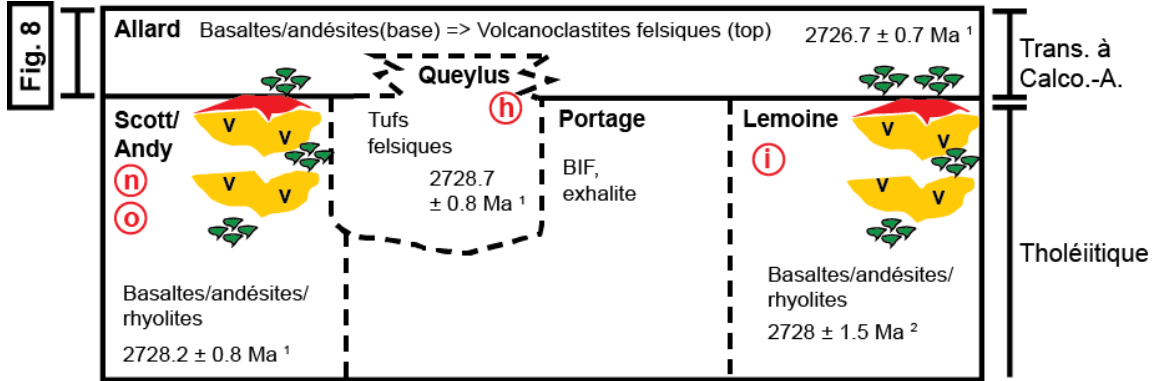 Fig. 8
Allard Basaltes/andésites(base) => Volcanoclastites felsiques (top) 2726.7 ± 0.7 Ma ¹
Trans. à
Calco.-A.
Queylus
h
Tufs
felsiques
2728.7
± 0.8 Ma ¹
Scott/
Andy
n
o
V
V
V
V
Basaltes/andésites/
rhyolites
2728.2 ± 0.8 Ma ¹
Portage
BIF,
exhalite
Lemoine
i
V
V
V
V
Basaltes/andésites/
rhyolites
2728 ± 1.5 Ma ²
Tholéiitique